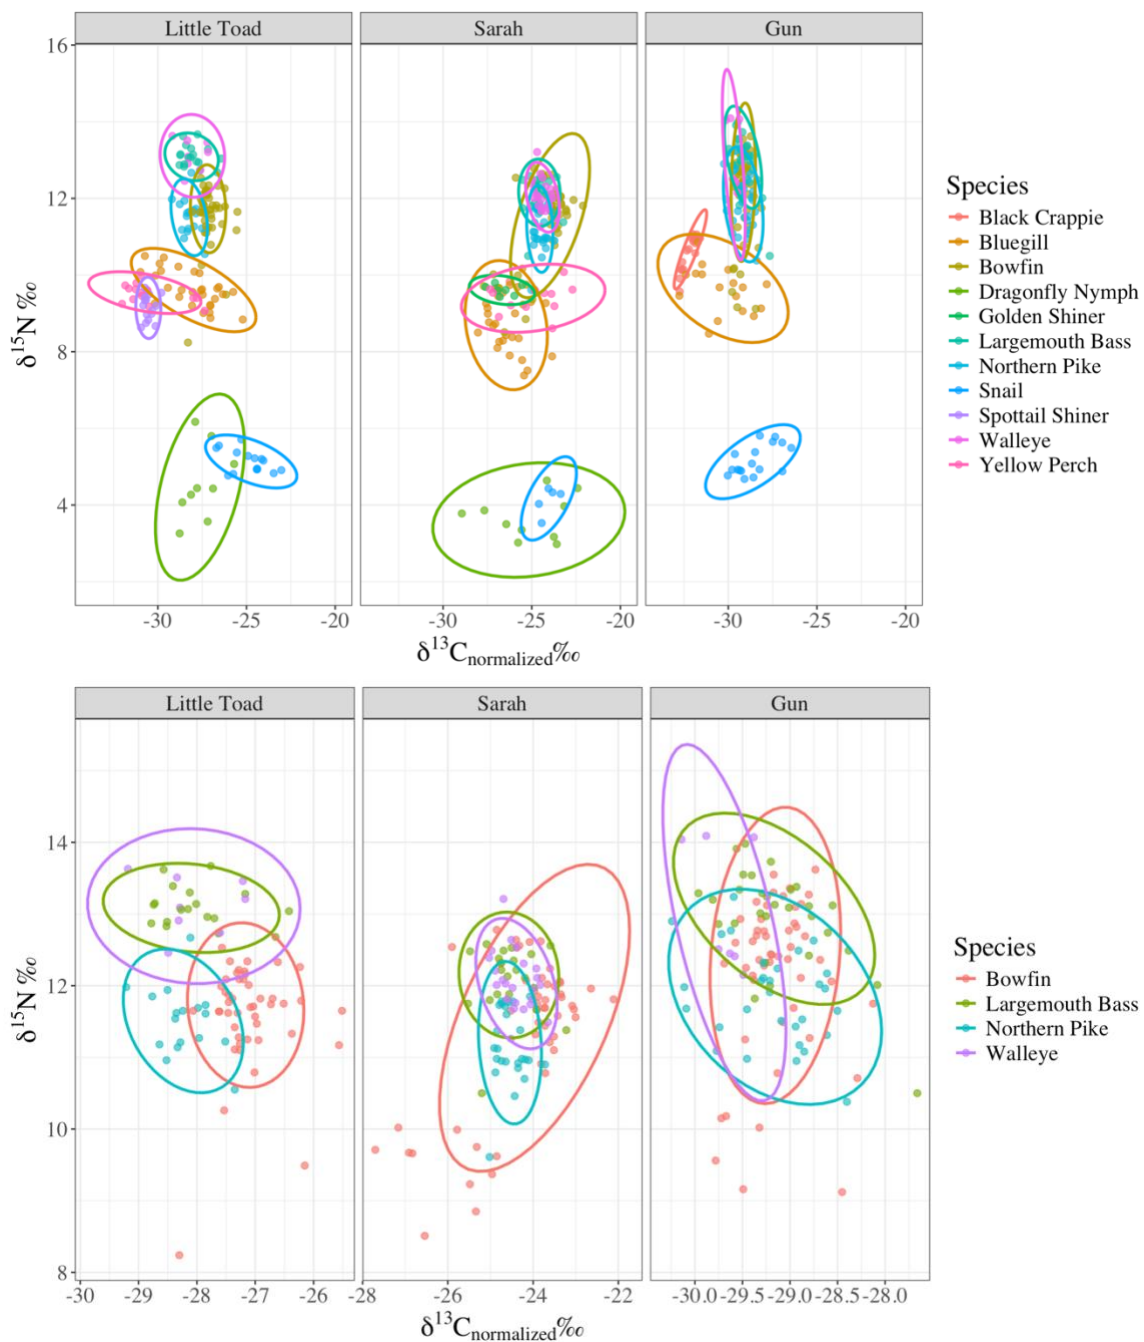 Little Toad Sarah Gun
16
12
8
4
δ¹⁵N ‰
-30 -25 -20 -30 -25 -20 -30 -25 -20
δ¹³Cnormalized‰
Species
Black Crappie
Bluegill
Bowfin
Dragonfly Nymph
Golden Shiner
Largemouth Bass
Northern Pike
Snail
Spottail Shiner
Walleye
Yellow Perch
Little Toad Sarah Gun
14
12
10
8
δ¹⁵N ‰
-30 -29 -28 -27 -26 -28 -26 -24 -22 -30.0 -29.5 -29.0 -28.5 -28.0
δ¹³Cnormalized‰
Species
Bowfin
Largemouth Bass
Northern Pike
Walleye